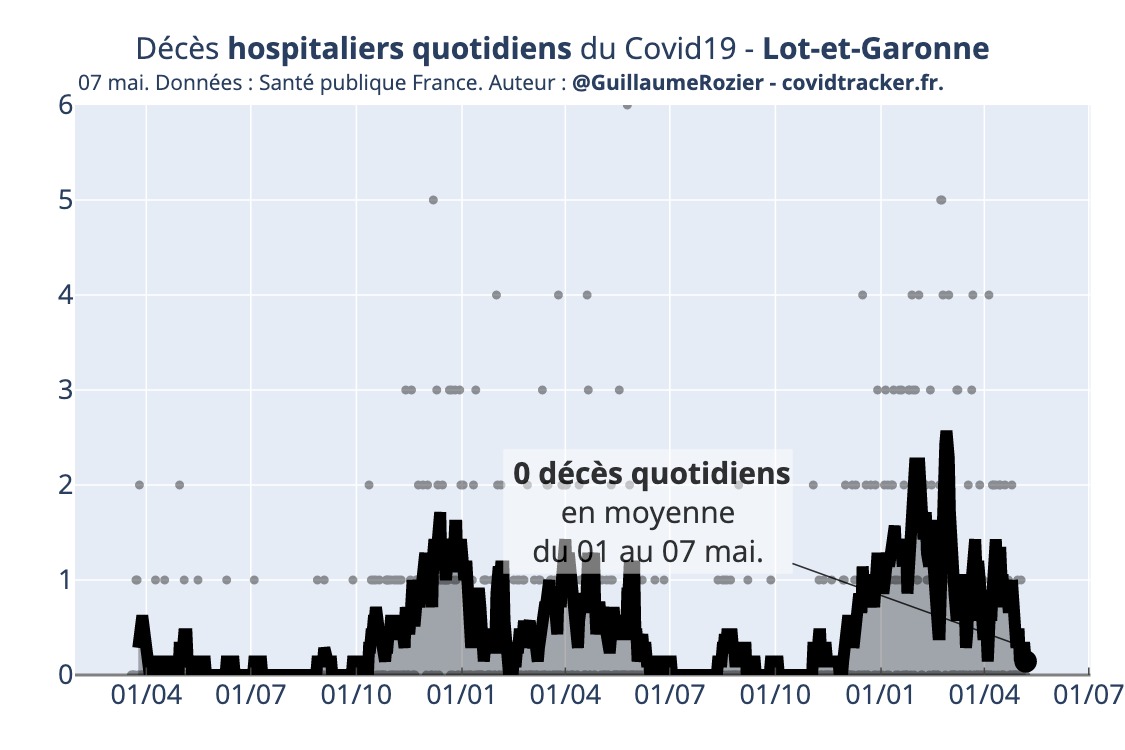 Décès hospitaliers quotidiens du Covid19 - Lot-et-Garonne
07 mai. Données : Santé publique France. Auteur : @GuillaumeRozier - covidtracker.fr.
6
5
4
3
2
1
0
0 décès quotidiens
en moyenne
du 01 au 07 mai.
01/04 01/07 01/10 01/01 01/04 01/07 01/10 01/01 01/04 01/07